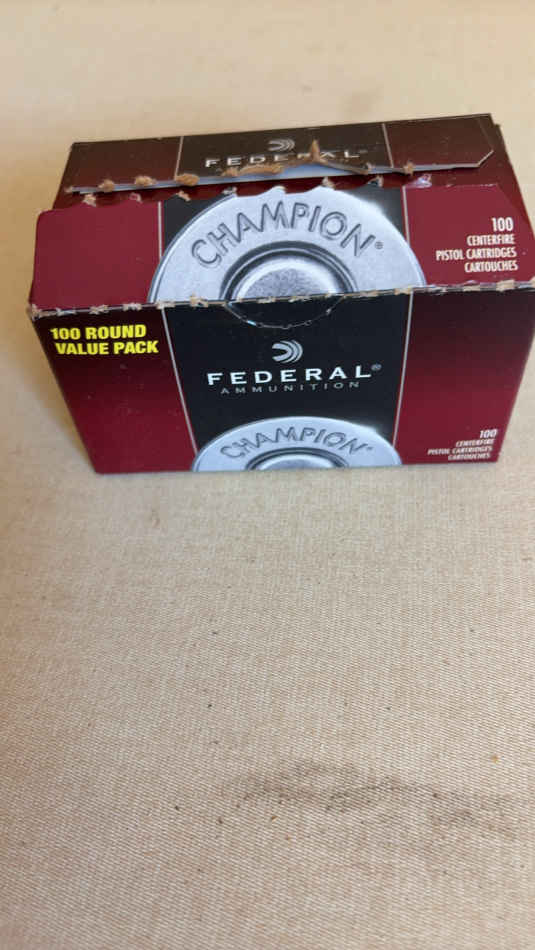 FEDERAL
CHAMPION®
100
CENTERFIRE
PISTOL CARTRIDGES
CARTOUCHES
100 ROUND
VALUE PACK
FEDERAL®
AMMUNITION
CHAMPION®
100
CENTERFIRE
PISTOL CARTRIDGES
CARTOUCHES